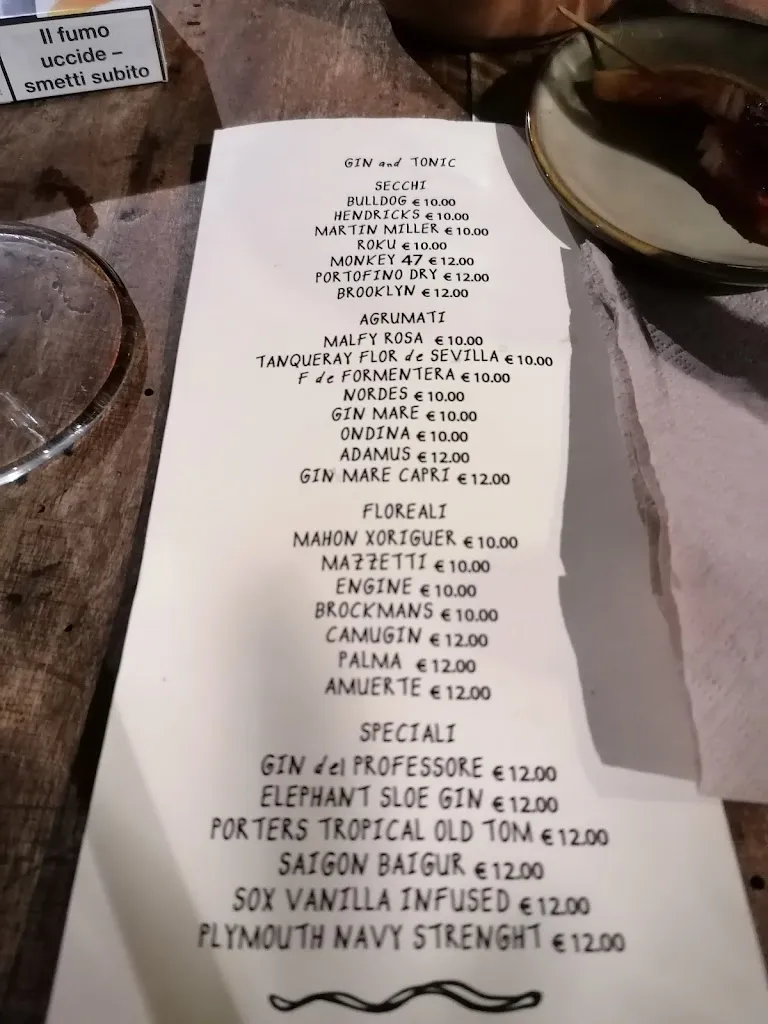 Il fumo
uccide –
smetti subito
GIN and TONIC
SECCHI
BULLDOG € 10.00
HENDRICKS € 10.00
MARTIN MILLER € 10.00
ROKU € 10.00
MONKEY 47 € 12.00
PORTOFINO DRY € 12.00
BROOKLYN € 12.00
AGRUMATI
MALFY ROSA € 10.00
TANQUERAY FLOR de SEVILLA € 10.00
F de FORMENTERA € 10.00
NORDES € 10.00
GIN MARE € 10.00
ONDINA € 10.00
ADAMUS € 12.00
GIN MARE CAPRI € 12.00
FLOREALI
MAHON XORIGUER € 10.00
MAZZETTI € 10.00
ENGINE € 10.00
BROCKMANS € 10.00
CAMUGIN € 12.00
PALMA € 12.00
AMUERTE € 12.00
SPECIALI
GIN del PROFESSORE € 12.00
ELEPHANT SLOE GIN € 12.00
PORTERS TROPICAL OLD TOM € 12.00
SAIGON BAIGUR € 12.00
SOX VANILLA INFUSED € 12.00
PLYMOUTH NAVY STRENGHT € 12.00